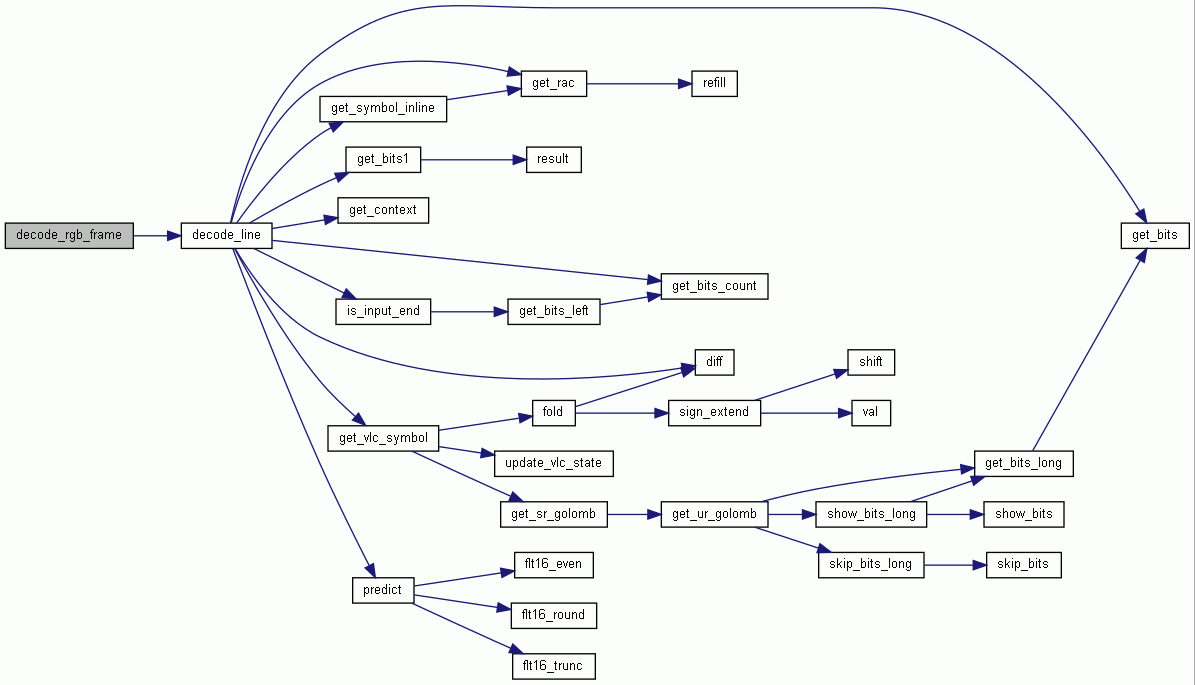 get_rac
refill
get_symbol_inline
get_bits1
result
get_context
decode_rgb_frame
decode_line
get_bits
get_bits_count
is_input_end
get_bits_left
diff
shift
fold
sign_extend
val
get_vlc_symbol
update_vlc_state
get_bits_long
get_sr_golomb
get_ur_golomb
show_bits_long
show_bits
flt16_even
skip_bits_long
skip_bits
predict
flt16_round
flt16_trunc